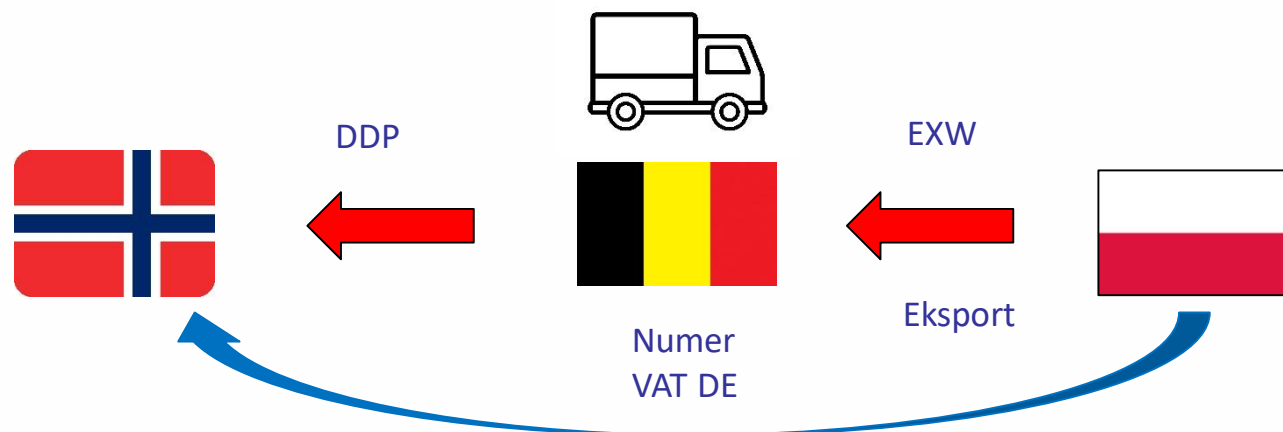 DDP
EXW
Eksport
Numer
VAT DE